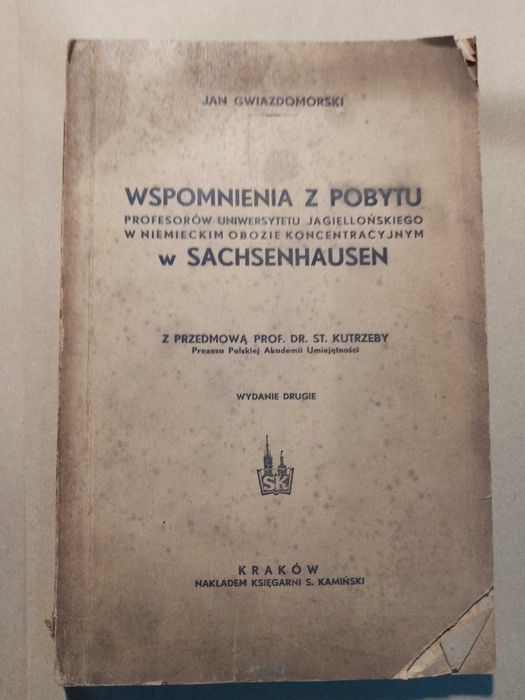 JAN GWIAZDOMORSKI
WSPOMNIENIA Z POBYTU
PROFESORÓW UNIWERSYTETU JAGIELLOŃSKIEGO
W NIEMIECKIM OBOZIE KONCENTRACYJNYM
w SACHSENHAUSEN
Z PRZEDMOWĄ PROF. DR. ST. KUTRZEBY
Prezesa Polskiej Akademii Umiejętności
WYDANIE DRUGIE
SK
KRAKÓW
NAKŁADEM KSIĘGARNI S. KAMIŃSKI